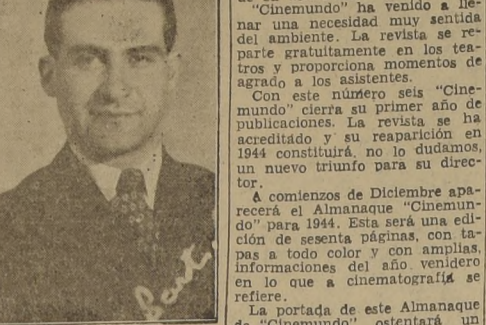 "Cinemundo" ha venido a lle-
nar una necesidad muy sentida
del ambiente. La revista se re-
parte gratuitamente en los tea-
tros y proporciona momentos de
agrado a los asistentes.
Con este número seis "Cine-
mundo" cierra su primer año de
publicaciones. La revista se ha
acreditado y su reaparición en
1944 constituirá, no lo dudamos,
un nuevo triunfo para su direc-
tor.
A comienzos de Diciembre apa-
recerá el Almanaque "Cinemun-
do" para 1944. Esta será una edi-
ción de sesenta páginas, con ta-
pas a todo color y con amplias,
informaciones del año venidero
en lo que a cinematografía se
refiere.
La portada de este Almanaque
de "Cinemundo" ostentará un